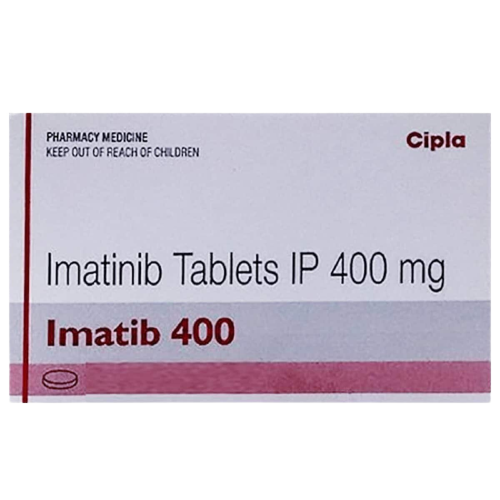 PHARMACY MEDICINE
KEEP OUT OF REACH OF CHILDREN
Cipla
Imatinib Tablets IP 400 mg
Imatib 400